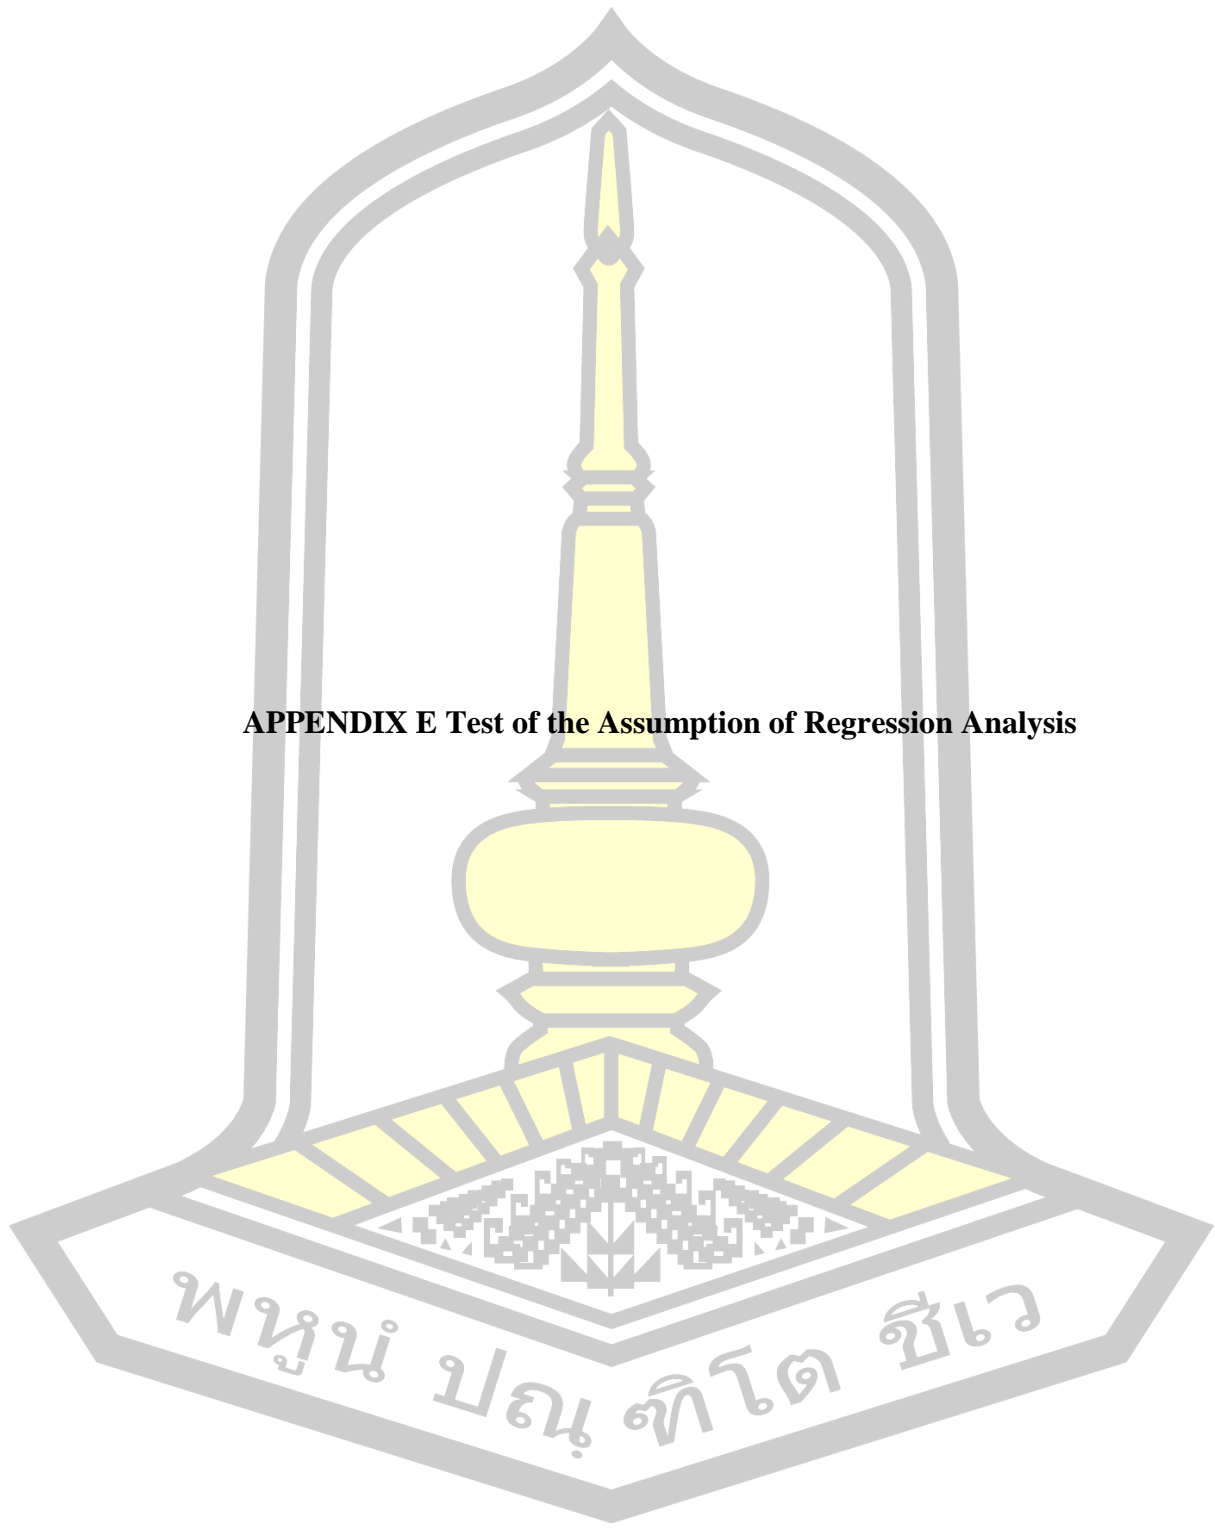 APPENDIX E Test of the Assumption of Regression Analysis
พหูนํ ปณฺ ฑิโต ชีเว